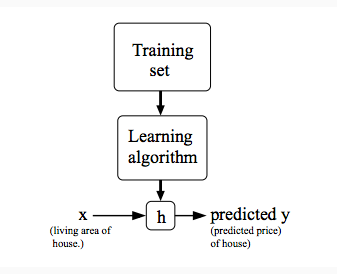 Training
set
Learning
algorithm
x
h
predicted y
(living area of
house.)
(predicted price)
of house)